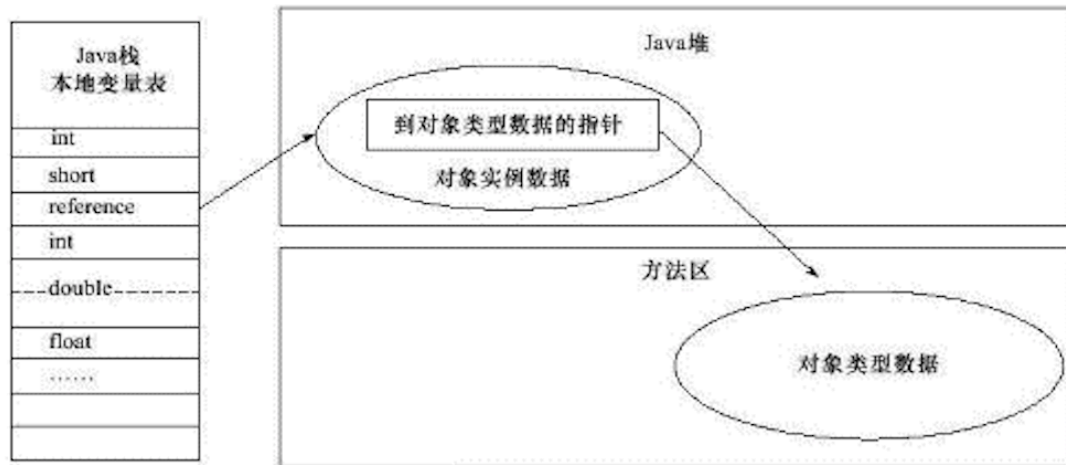 Java栈
本地变量表
int
short
reference
int
double
float
……
Java堆
到对象类型数据的指针
对象实例数据
方法区
对象类型数据